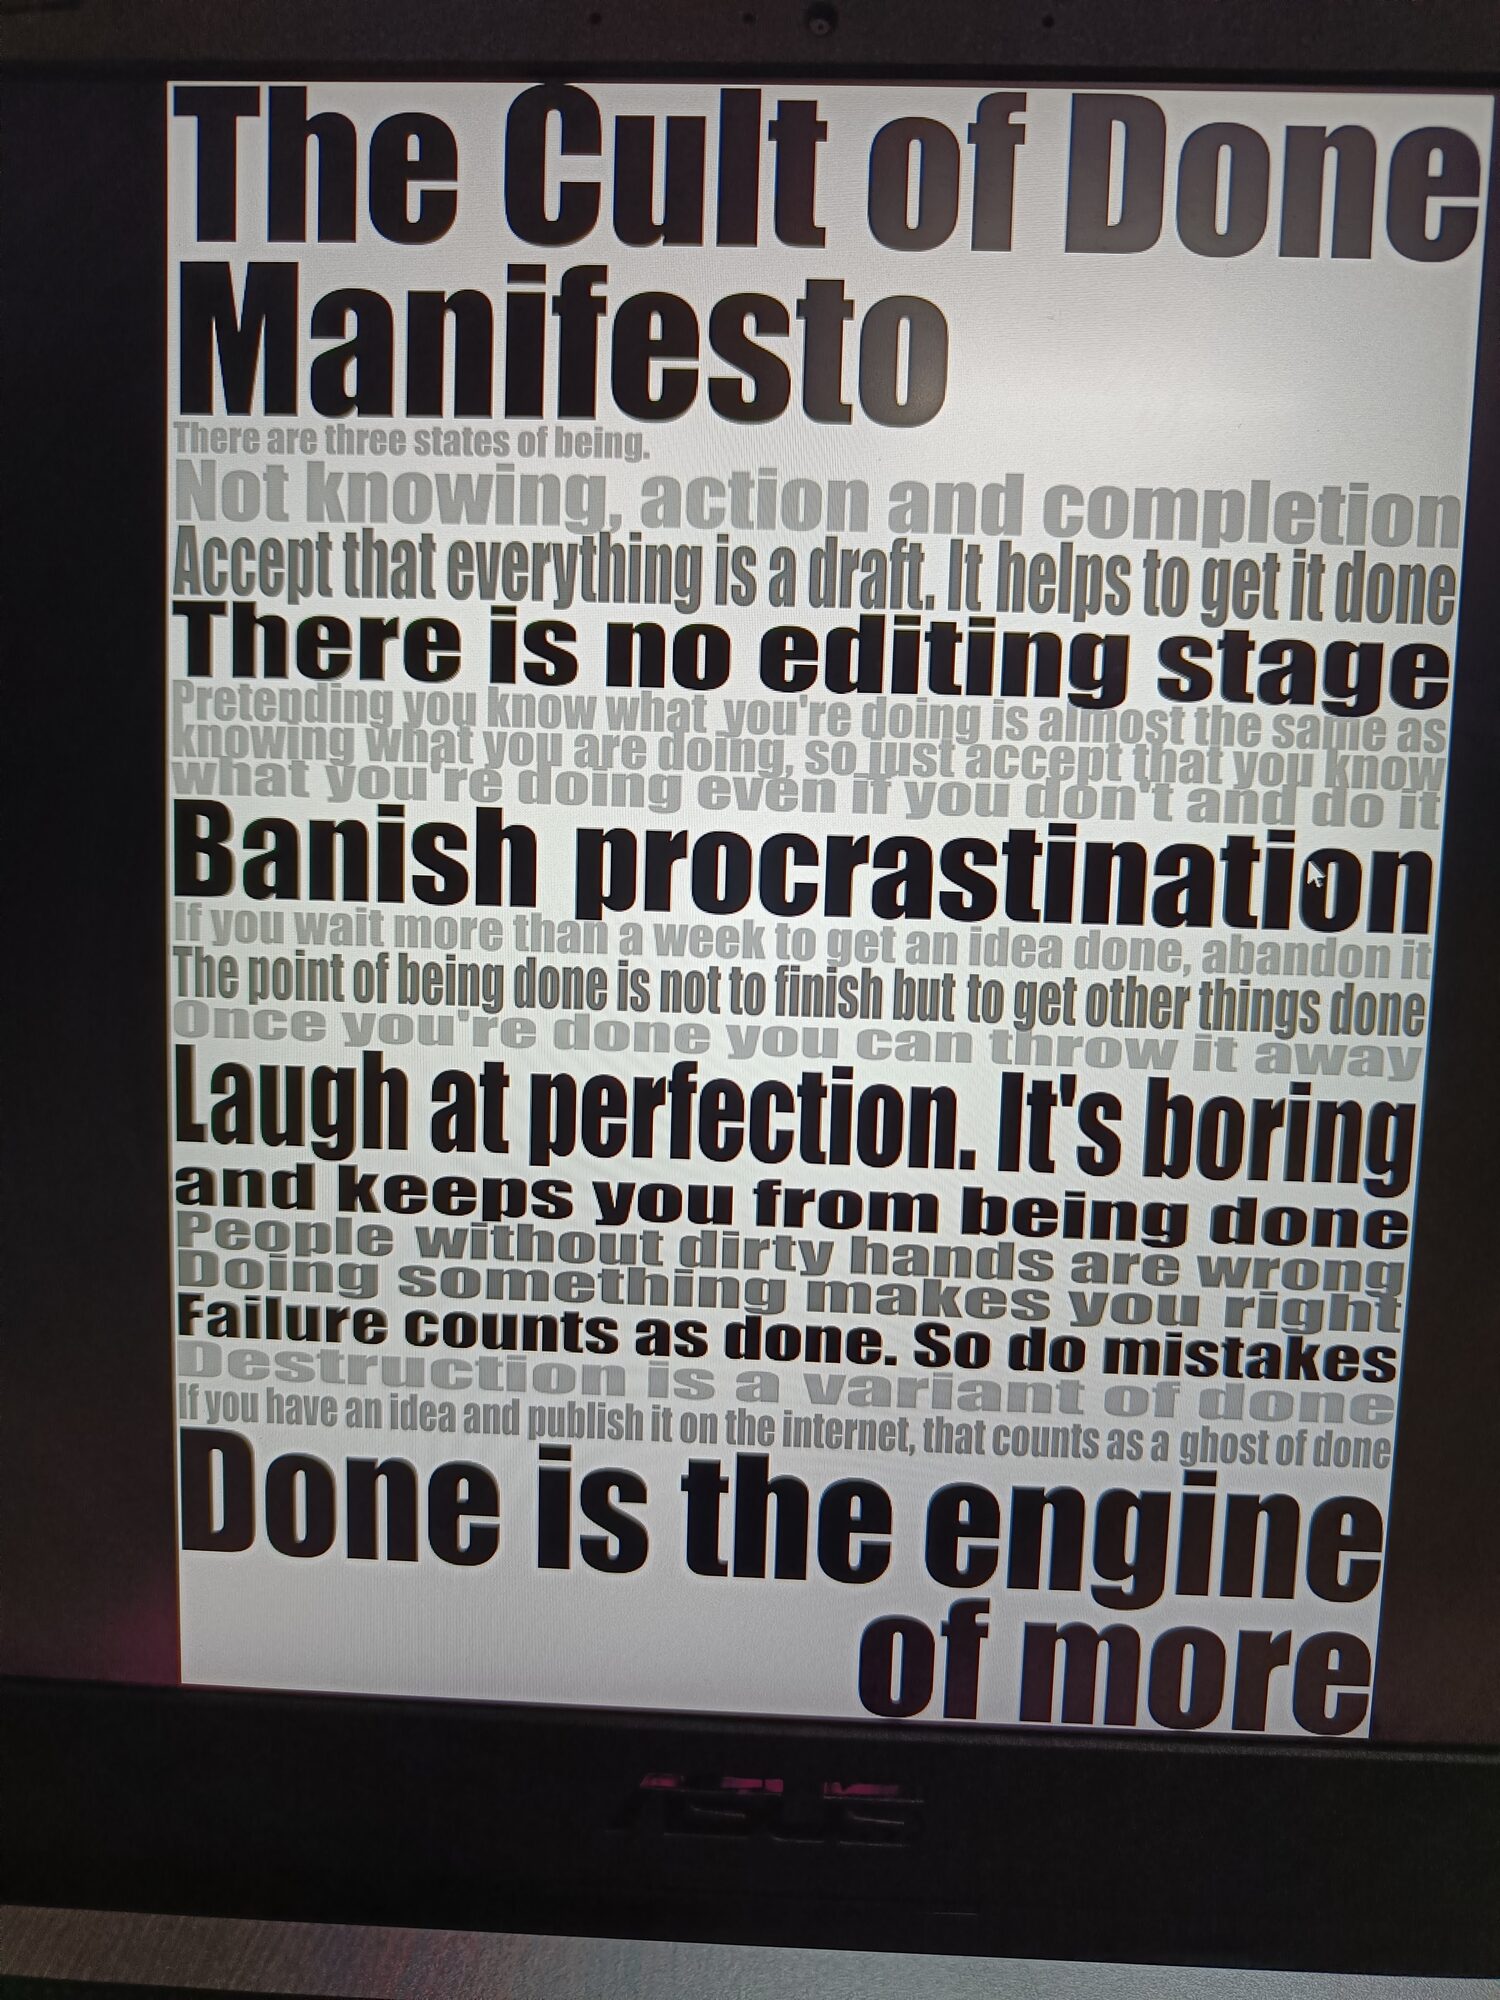 The Cult of Done
Manifesto
There are three states of being.
Not knowing, action and completion
Accept that everything is a draft. It helps to get it done
There is no editing stage
Pretending you know what you're doing is almost the same as
knowing what you are doing, so just accept that you know
what you're doing even if you don't and do it
Banish procrastination
If you wait more than a week to get an idea done, abandon it
The point of being done is not to finish but to get other things done
Once you're done you can throw it away
Laugh at perfection. It's boring
and keeps you from being done
People without dirty hands are wrong
Doing something makes you right
Failure counts as done. So do mistakes
Destruction is a variant of done
If you have an idea and publish it on the internet, that counts as a ghost of done
Done is the engine
of more
ASUS